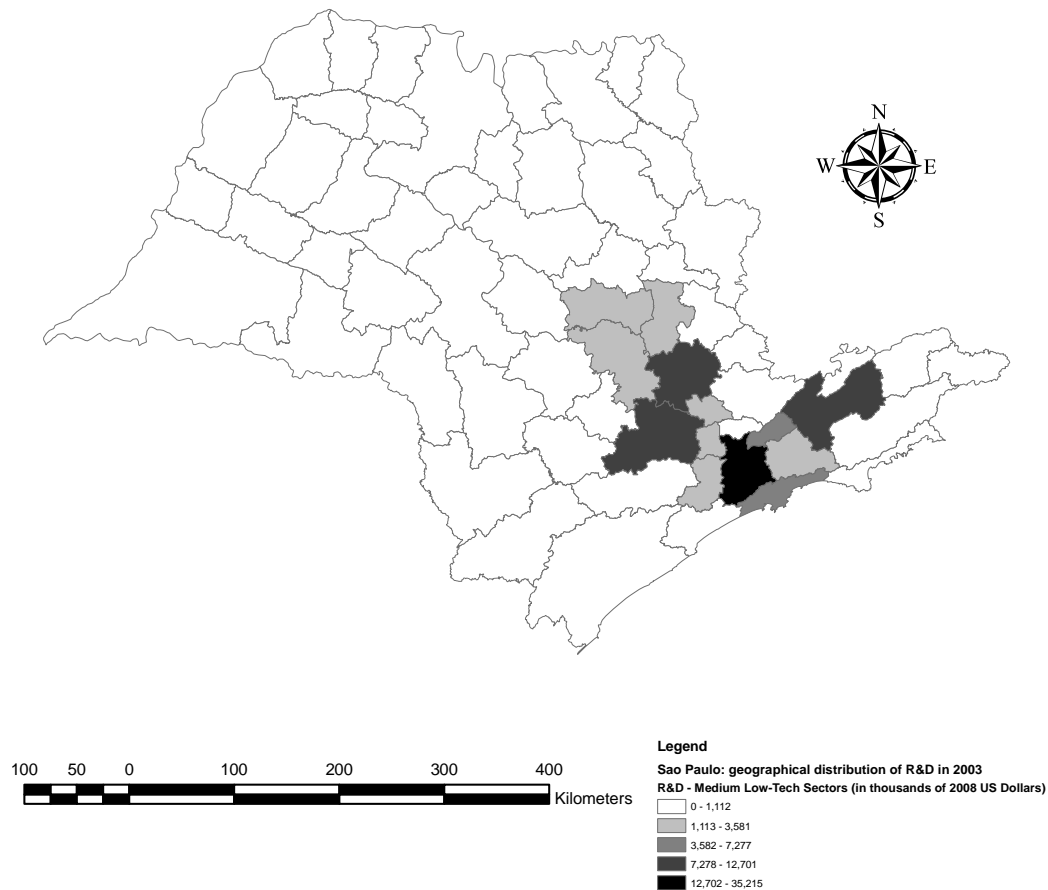 N
W E
S
100 50 0 100 200 300 400
Kilometers
Legend
Sao Paulo: geographical distribution of R&D in 2003
R&D - Medium Low-Tech Sectors (in thousands of 2008 US Dollars)
0 - 1,112
1,113 - 3,581
3,582 - 7,277
7,278 - 12,701
12,702 - 35,215